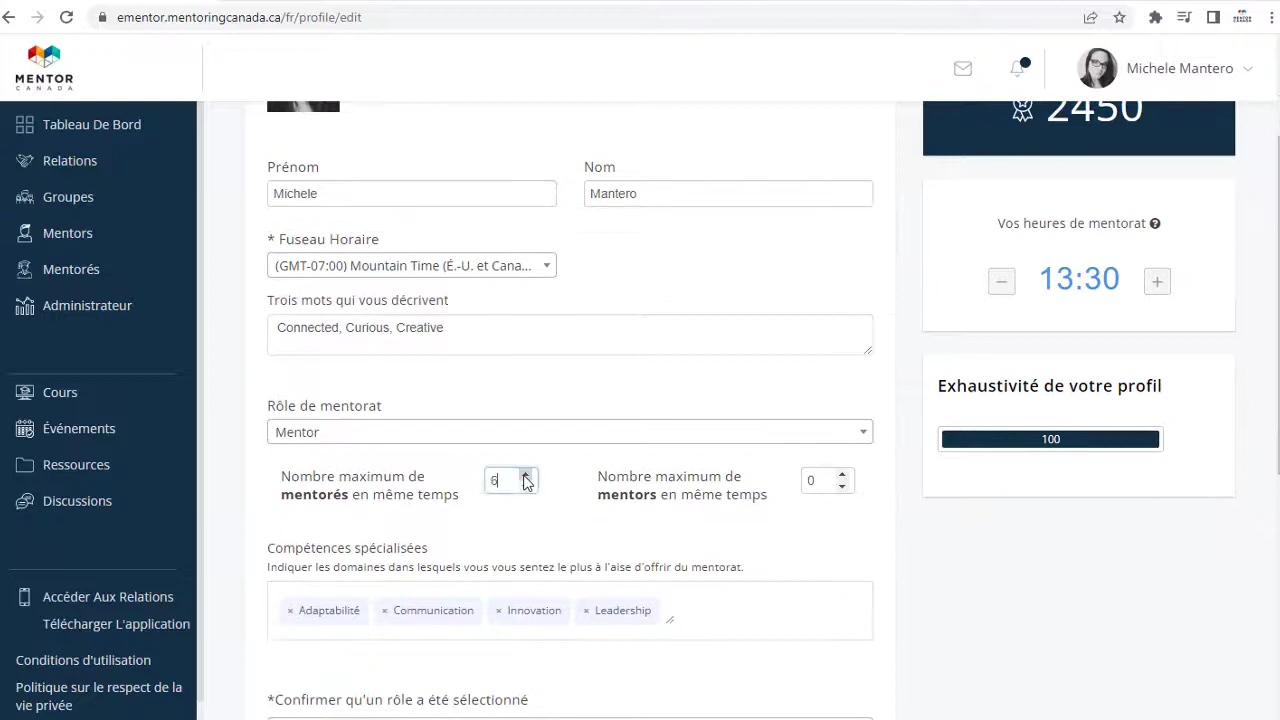 ementor.mentoringcanada.ca/fr/profile/edit
MENTOR
CANADA
Michele Mantero
Tableau De Bord
Relations
Groupes
Mentors
Mentorés
Administrateur
Cours
Événements
Ressources
Discussions
Accéder Aux Relations
Télécharger L'application
Conditions d'utilisation
Politique sur le respect de la
vie privée
Prénom
Nom
Michele
Mantero
* Fuseau Horaire
(GMT-07:00) Mountain Time (É.-U. et Cana...
Trois mots qui vous décrivent
Connected, Curious, Creative
Rôle de mentorat
Mentor
Nombre maximum de
mentorés en même temps
6
Nombre maximum de
mentors en même temps
0
Compétences spécialisées
Indiquer les domaines dans lesquels vous vous sentez le plus à l'aise d'offrir du mentorat.
× Adaptabilité × Communication × Innovation × Leadership
*Confirmer qu'un rôle a été sélectionné
2450
Vos heures de mentorat ?
− 13:30 +
Exhaustivité de votre profil
100